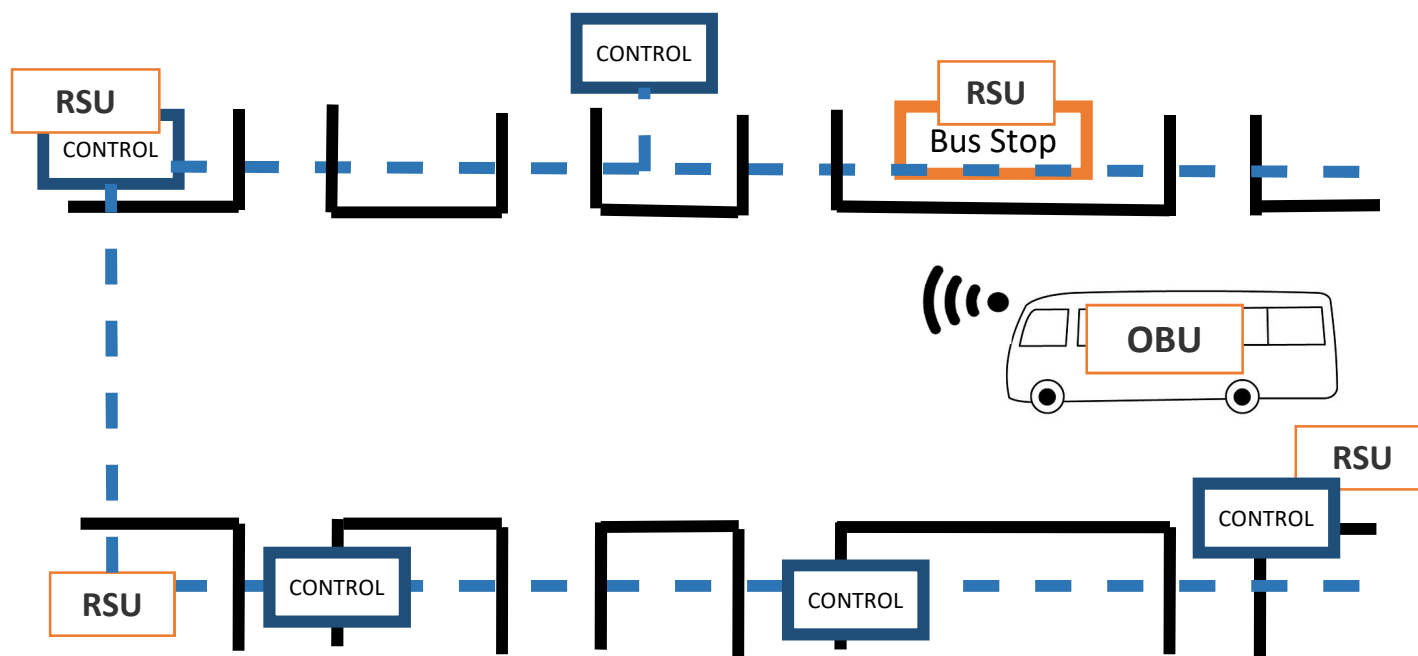 CONTROL
RSU
CONTROL
RSU
Bus Stop
OBU
RSU
CONTROL
CONTROL
CONTROL
RSU